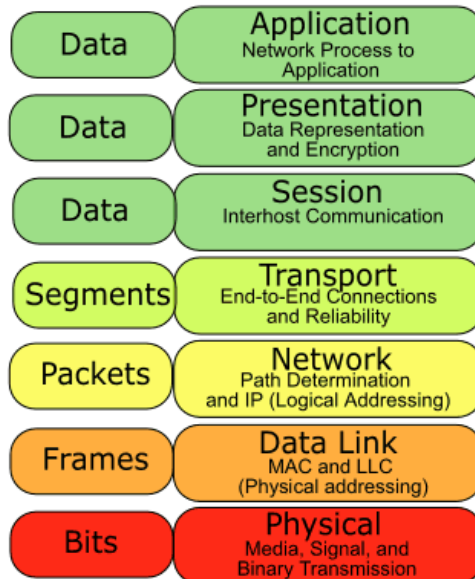 Data
Application
Network Process to
Application
Data
Presentation
Data Representation
and Encryption
Data
Session
Interhost Communication
Segments
Transport
End-to-End Connections
and Reliability
Packets
Network
Path Determination
and IP (Logical Addressing)
Frames
Data Link
MAC and LLC
(Physical addressing)
Bits
Physical
Media, Signal, and
Binary Transmission